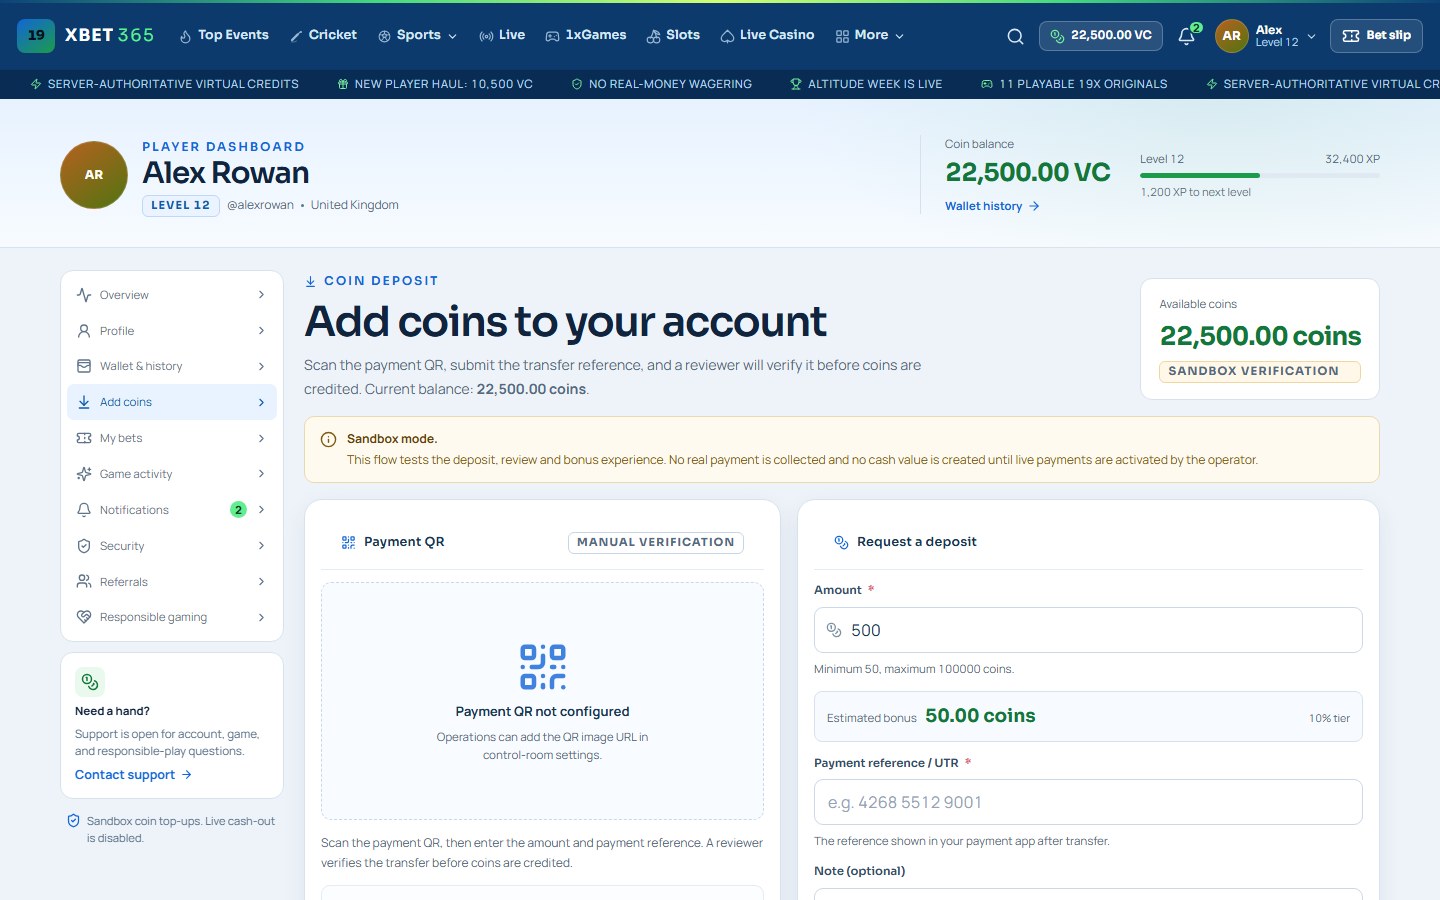 19 XBET 365 Top Events Cricket Sports Live 1xGames Slots Live Casino More 22,500.00 VC 2 AR Alex Level 12 Bet slip
SERVER-AUTHORITATIVE VIRTUAL CREDITS NEW PLAYER HAUL: 10,500 VC NO REAL-MONEY WAGERING ALTITUDE WEEK IS LIVE 11 PLAYABLE 19X ORIGINALS SERVER-AUTHORITATIVE VIRTUAL CR
AR
PLAYER DASHBOARD
Alex Rowan
LEVEL 12 @alexrowan • United Kingdom
Coin balance
22,500.00 VC
Wallet history
Level 12 32,400 XP
1,200 XP to next level
Overview
Profile
Wallet & history
Add coins
My bets
Game activity
Notifications 2
Security
Referrals
Responsible gaming
Need a hand?
Support is open for account, game,
and responsible-play questions.
Contact support
Sandbox coin top-ups. Live cash-out
is disabled.
COIN DEPOSIT
Add coins to your account
Scan the payment QR, submit the transfer reference, and a reviewer will verify it before coins are
credited. Current balance: 22,500.00 coins.
Available coins
22,500.00 coins
SANDBOX VERIFICATION
Sandbox mode.
This flow tests the deposit, review and bonus experience. No real payment is collected and no cash value is created until live payments are activated by the operator.
Payment QR MANUAL VERIFICATION
Payment QR not configured
Operations can add the QR image URL in
control-room settings.
Scan the payment QR, then enter the amount and payment reference. A reviewer
verifies the transfer before coins are credited.
Request a deposit
Amount *
500
Minimum 50, maximum 100000 coins.
Estimated bonus 50.00 coins 10% tier
Payment reference / UTR *
e.g. 4268 5512 9001
The reference shown in your payment app after transfer.
Note (optional)